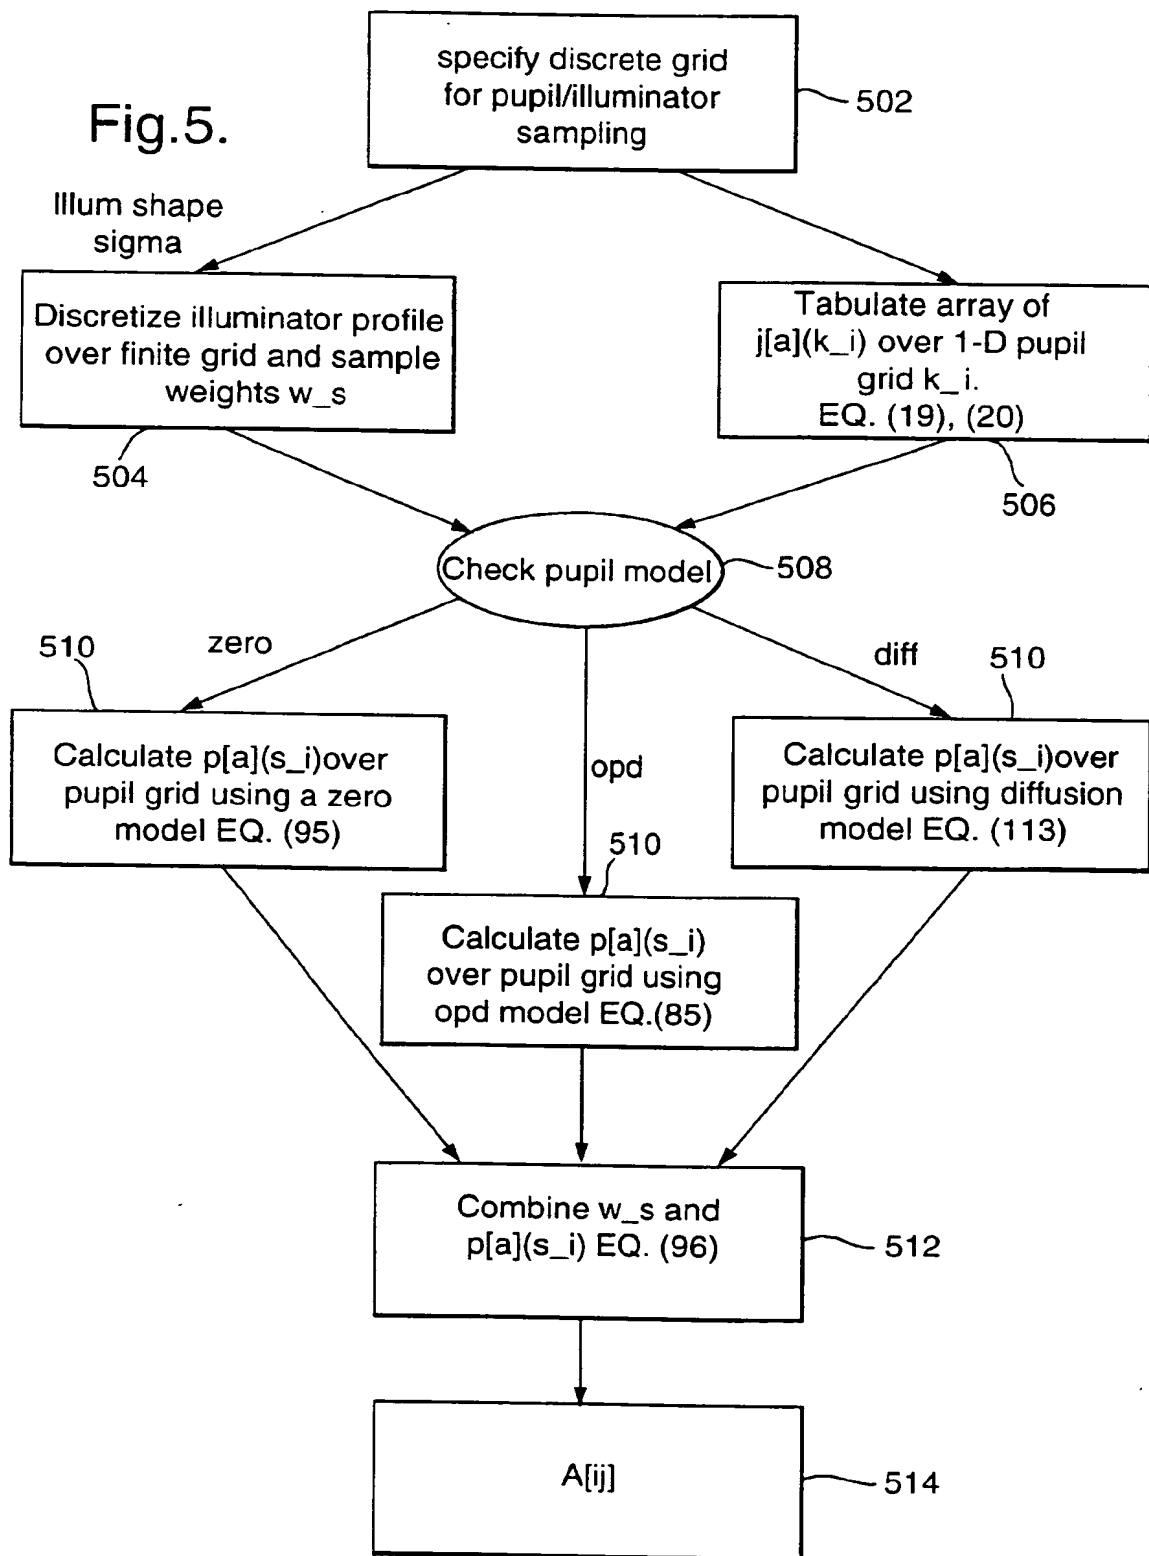 Fig.5.
specify discrete grid
for pupil/illuminator
sampling
502
Illum shape
sigma
Discretize illuminator profile
over finite grid and sample
weights w_s
504
Tabulate array of
j[a](k_i) over 1-D pupil
grid k_i.
EQ. (19), (20)
506
Check pupil model
508
zero
opd
diff
510
Calculate p[a](s_i)over
pupil grid using a zero
model EQ. (95)
510
Calculate p[a](s_i)
over pupil grid using
opd model EQ.(85)
510
Calculate p[a](s_i)over
pupil grid using diffusion
model EQ. (113)
Combine w_s and
p[a](s_i) EQ. (96)
512
A[ij]
514